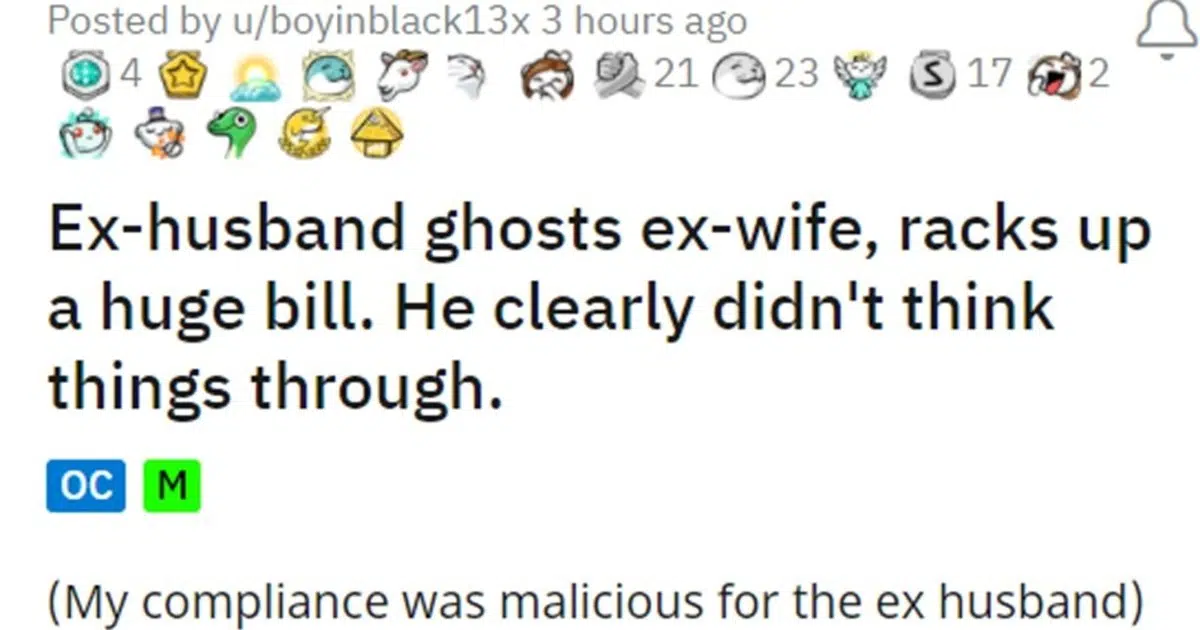 Posted by u/boyinblack13x 3 hours ago
4 21 23 S 17 2
Ex-husband ghosts ex-wife, racks up
a huge bill. He clearly didn't think
things through.
OC M
(My compliance was malicious for the ex husband)